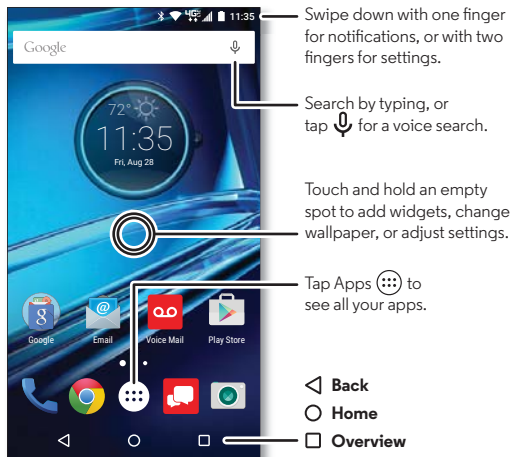 4G LTE 11:35
Google
72°
11:35
Fri, Aug 28
Google
Email
Voice Mail
Play Store
Swipe down with one finger
for notifications, or with two
fingers for settings.
Search by typing, or
tap for a voice search.
Touch and hold an empty
spot to add widgets, change
wallpaper, or adjust settings.
Tap Apps to
see all your apps.
Back
Home
Overview